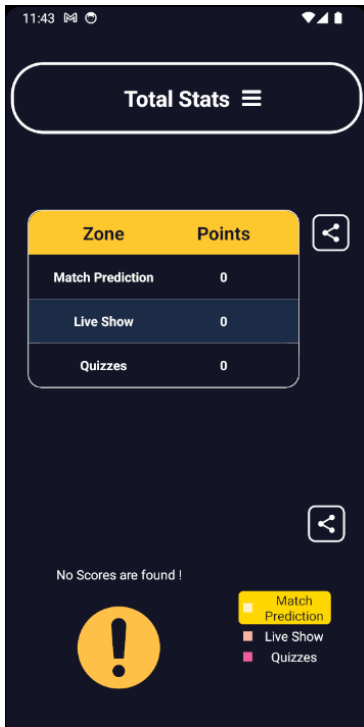 11:43
Total Stats
Zone Points
Match Prediction 0
Live Show 0
Quizzes 0
No Scores are found !
Match
Prediction
Live Show
Quizzes